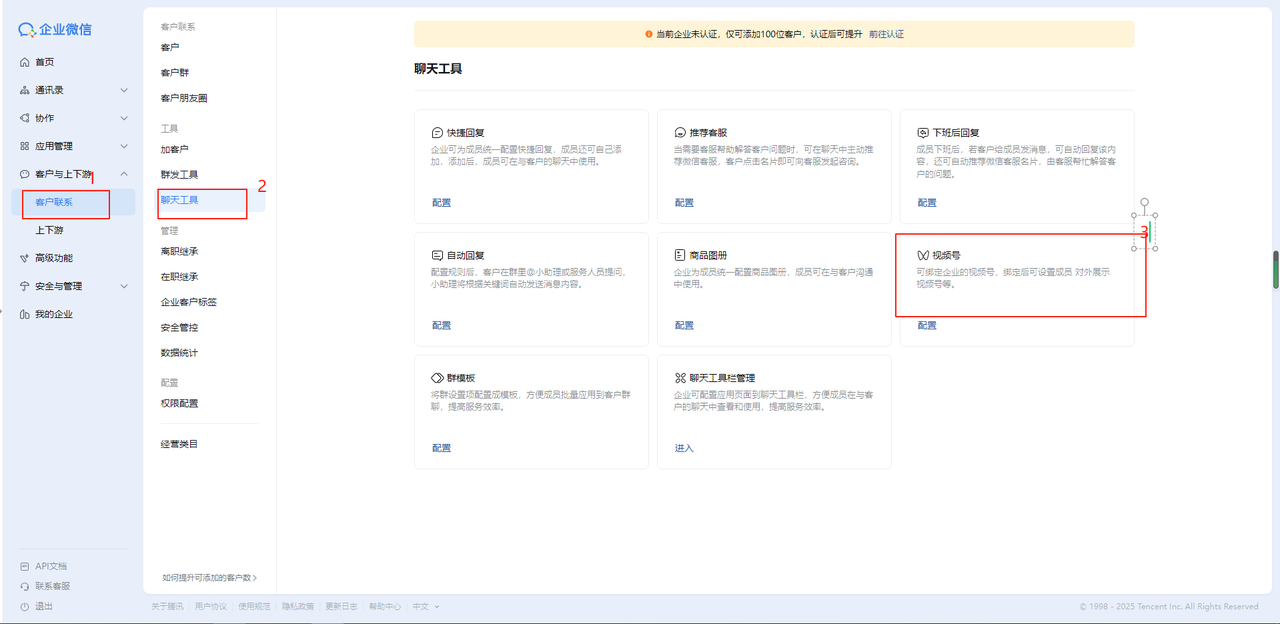 企业微信
首页
通讯录
协作
应用管理
客户与上下游
1
客户联系
上下游
高级功能
安全与管理
我的企业
API文档
联系客服
退出
客户联系
客户
客户群
客户朋友圈
工具
加客户
群发工具
聊天工具
2
管理
离职继承
在职继承
企业客户标签
安全管控
数据统计
配置
权限配置
经营类目
如何提升可添加的客户数
当前企业未认证，仅可添加100位客户，认证后可提升 前往认证
聊天工具
快捷回复
企业可为成员统一配置快捷回复，成员还可自己添
加，添加后，成员可在与客户的聊天中使用。
配置
推荐客服
当需要客服帮助解答客户问题时，可在聊天中主动推
荐微信客服，客户点击名片即可向客服发起咨询。
配置
下班后回复
成员下班后，若客户给成员发消息，可自动回复该内
容，还可自动推荐微信客服名片，由客服帮忙解答客
户的问题。
配置
自动回复
配置规则后，客户在群里@小助理或服务人员提问，
小助理将根据关键词自动发送消息内容。
配置
商品图册
企业为成员统一配置商品图册，成员可在与客户沟通
中使用。
配置
3
视频号
可绑定企业的视频号，绑定后可设置成员 对外展示
视频号等。
配置
群模板
将群设置项配置成模板，方便成员批量应用到客户群
聊，提高服务效率。
配置
聊天工具栏管理
企业可配置应用页面到聊天工具栏，方便成员在与客
户的聊天中查看和使用，提高服务效率。
进入
关于腾讯 用户协议 使用规范 隐私政策 更新日志 帮助中心 中文
© 1998 - 2025 Tencent Inc. All Rights Reserved